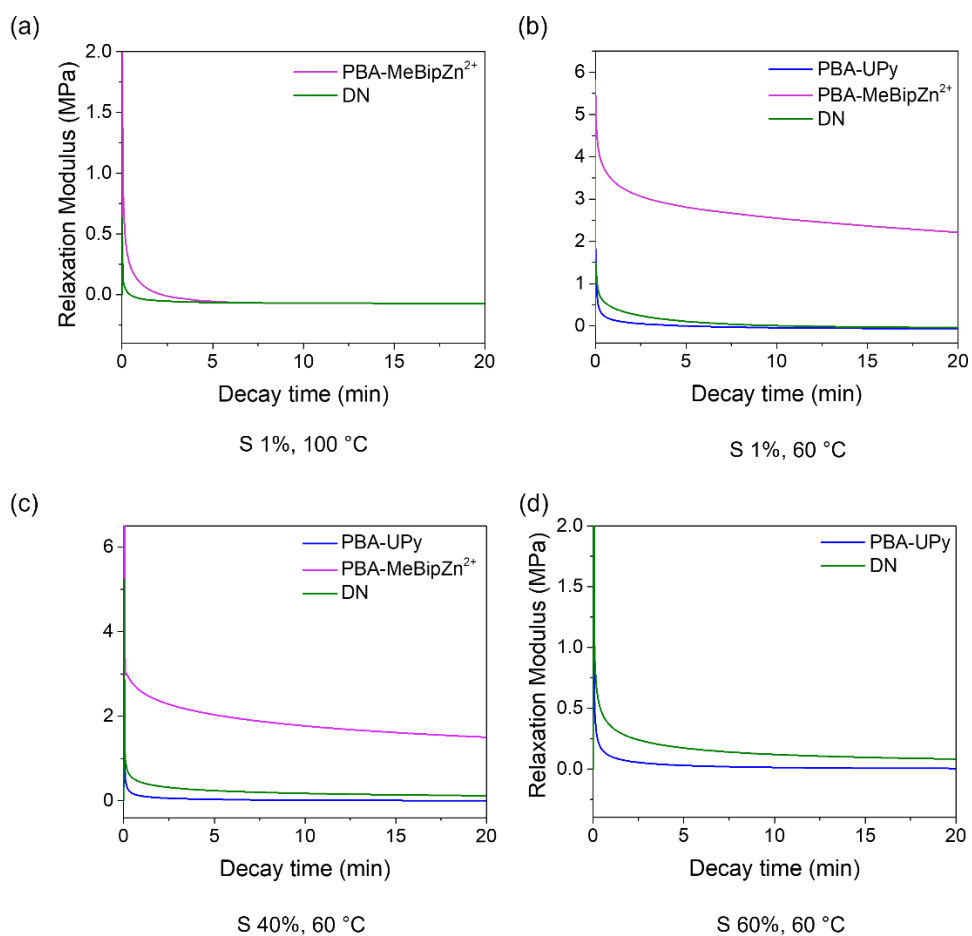 (a)
2.0
1.5
1.0
0.5
0.0
Relaxation Modulus (MPa)
PBA-MeBipZn²⁺
DN
0 5 10 15 20
Decay time (min)
S 1%, 100 °C
(b)
6
5
4
3
2
1
0
Relaxation Modulus (MPa)
PBA-UPy
PBA-MeBipZn²⁺
DN
0 5 10 15 20
Decay time (min)
S 1%, 60 °C
(c)
6
4
2
0
PBA-UPy
PBA-MeBipZn²⁺
DN
0 5 10 15 20
Decay time (min)
S 40%, 60 °C
(d)
2.0
1.5
1.0
0.5
0.0
Relaxation Modulus (MPa)
PBA-UPy
DN
0 5 10 15 20
Decay time (min)
S 60%, 60 °C